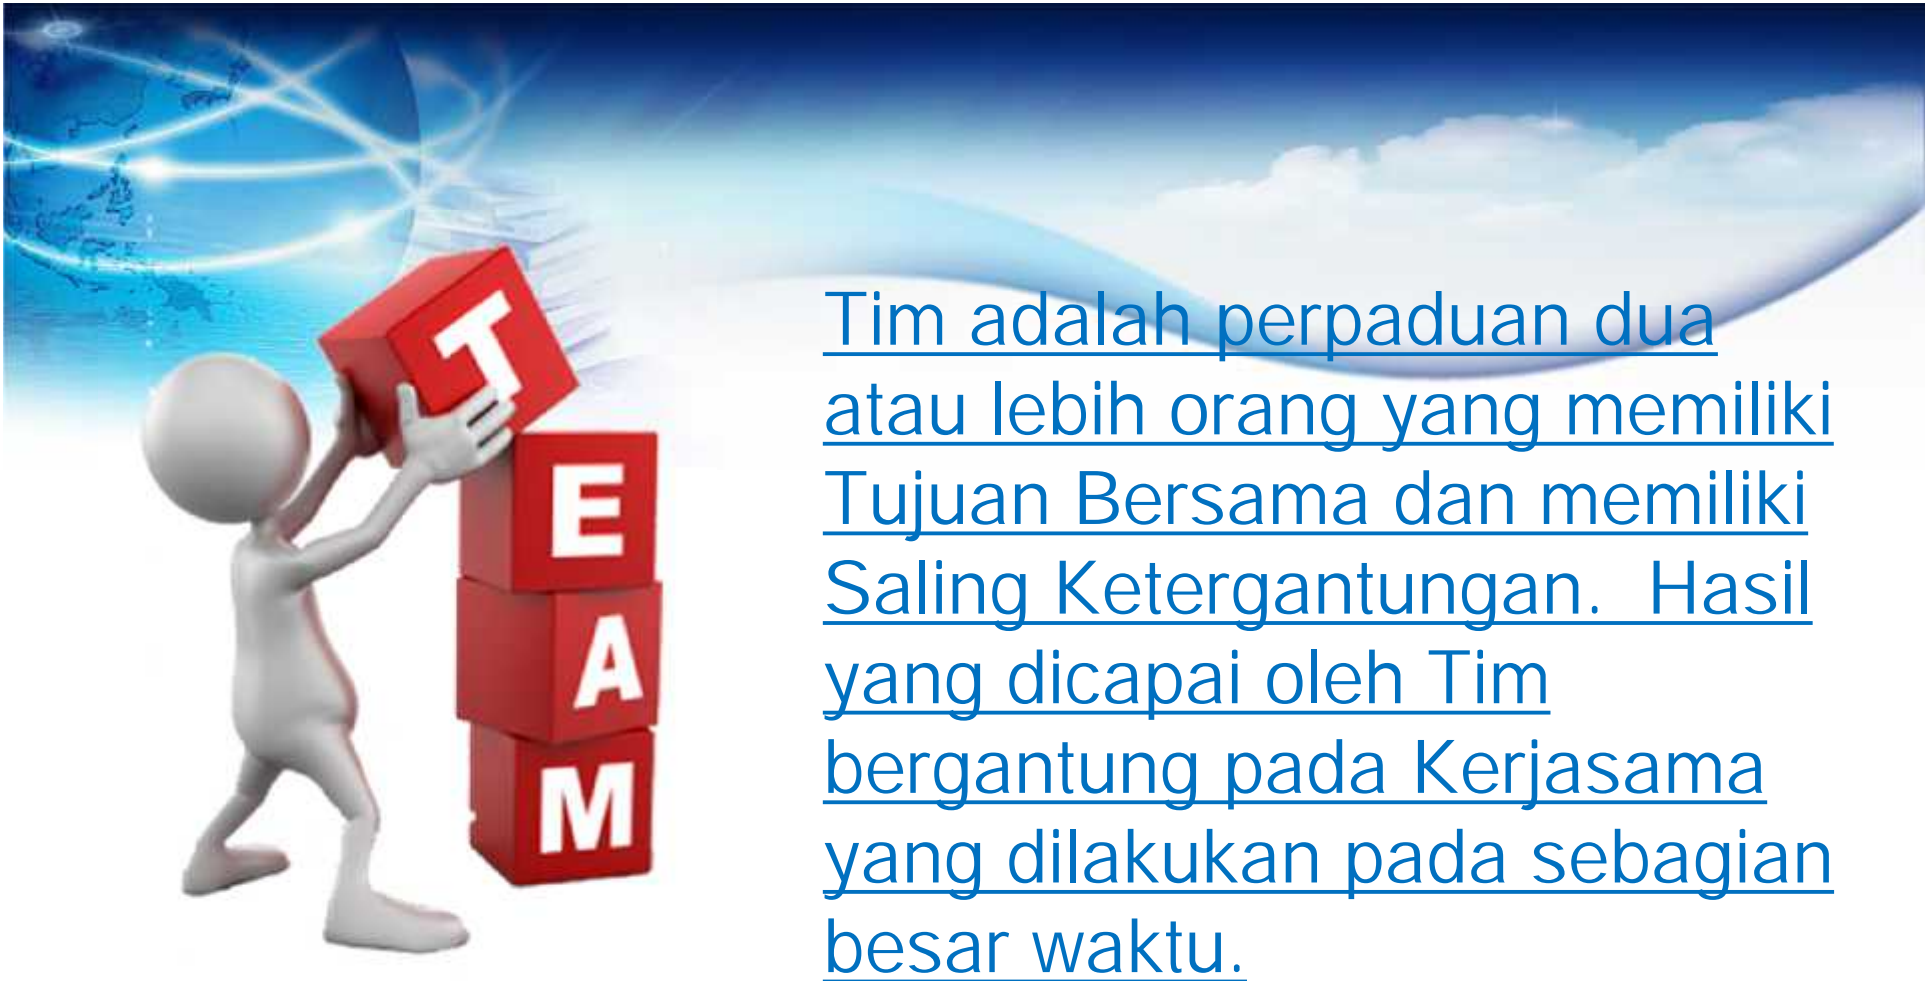 T
E
A
M
Tim adalah perpaduan dua
atau lebih orang yang memiliki
Tujuan Bersama dan memiliki
Saling Ketergantungan.  Hasil
yang dicapai oleh Tim
bergantung pada Kerjasama
yang dilakukan pada sebagian
besar waktu.